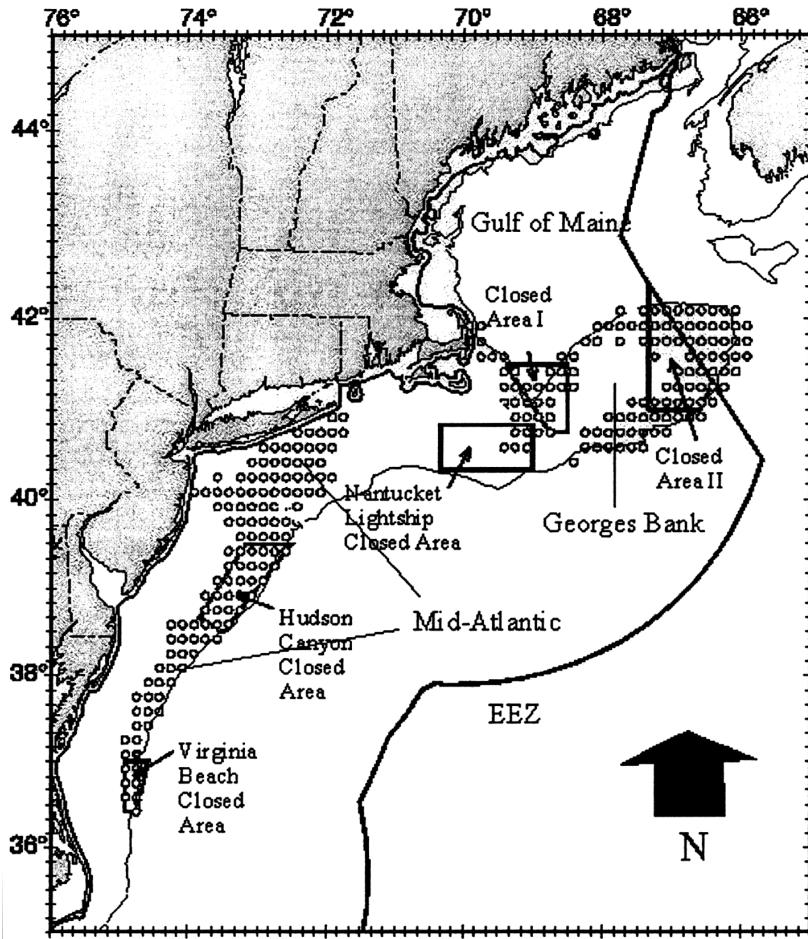 76° 74° 72° 70° 68° 66°
44°
Gulf of Maine
42°
Closed
Area I
Closed
Area II
40°
Nantucket
Lightship
Closed Area
Georges Bank
Hudson
Canyon
Closed
Area
Mid-Atlantic
38°
EEZ
Virginia
Beach
Closed
Area
36°
N